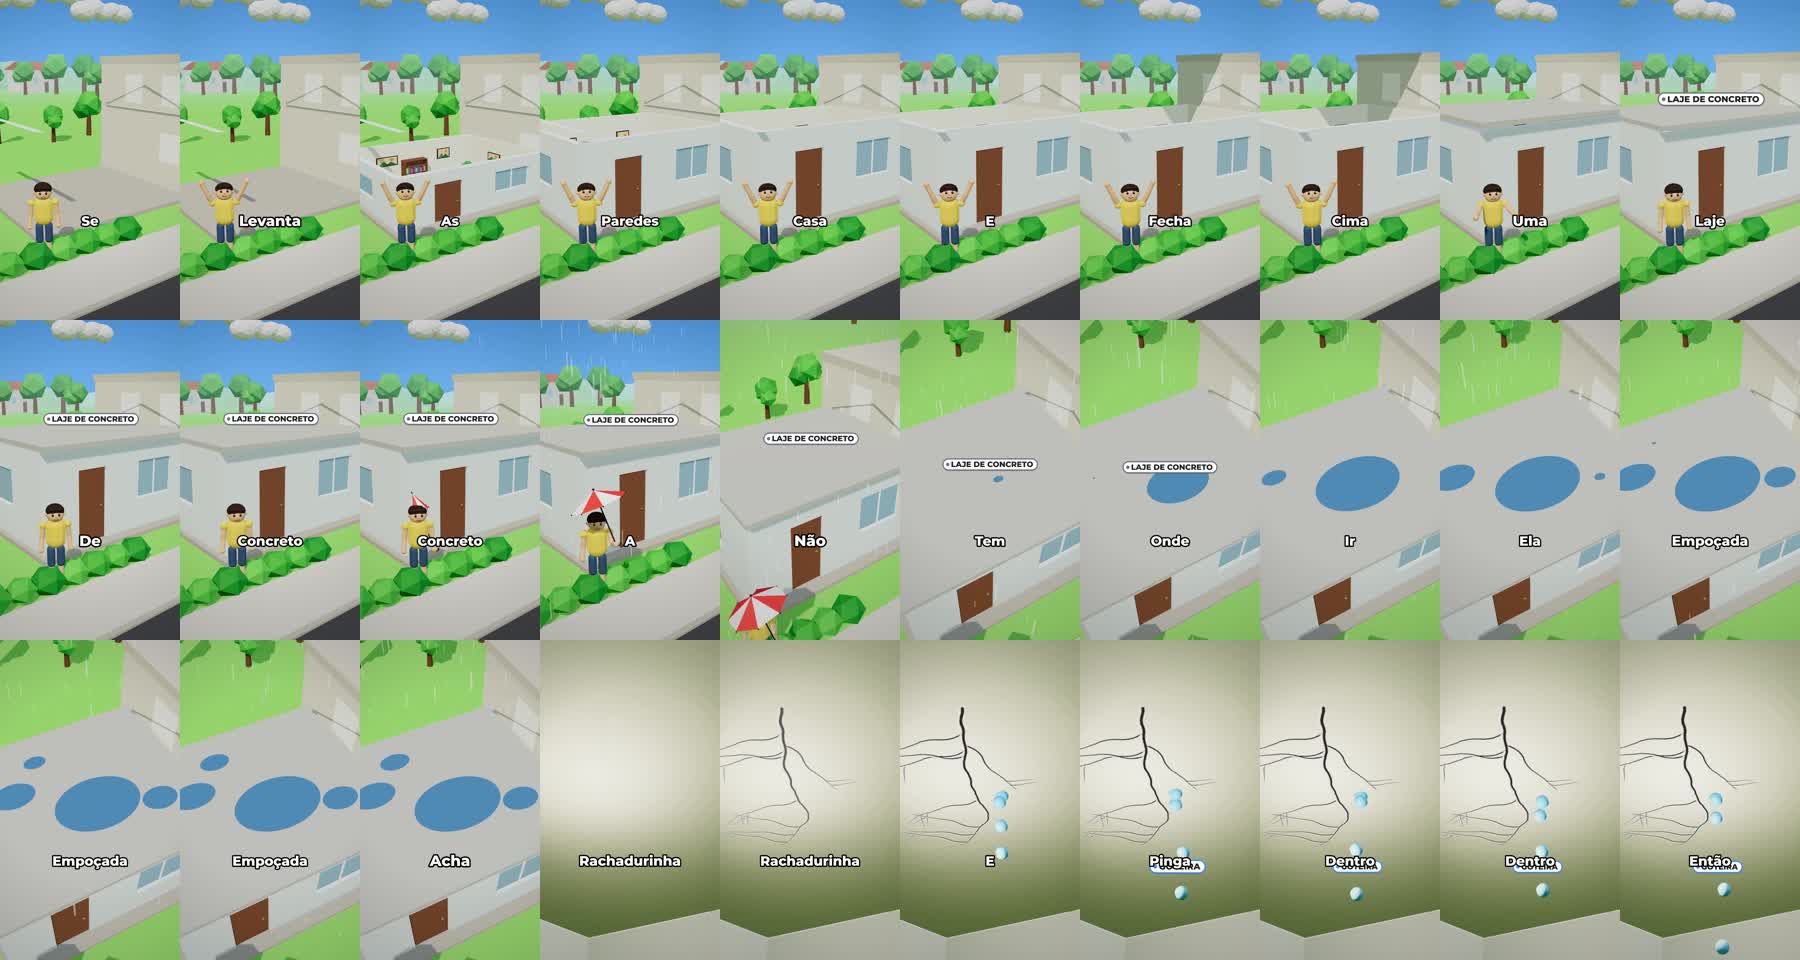 Se
Levanta
As
Paredes
Casa
E
Fecha
Cima
Uma
LAJE DE CONCRETO
Laje
LAJE DE CONCRETO
De
LAJE DE CONCRETO
Concreto
LAJE DE CONCRETO
Concreto
LAJE DE CONCRETO
A
LAJE DE CONCRETO
Não
LAJE DE CONCRETO
Tem
LAJE DE CONCRETO
Onde
Ir
Ela
Empoçada
Empoçada
Empoçada
Acha
Rachadurinha
Rachadurinha
E
Pinga
Dentro
Dentro
Então